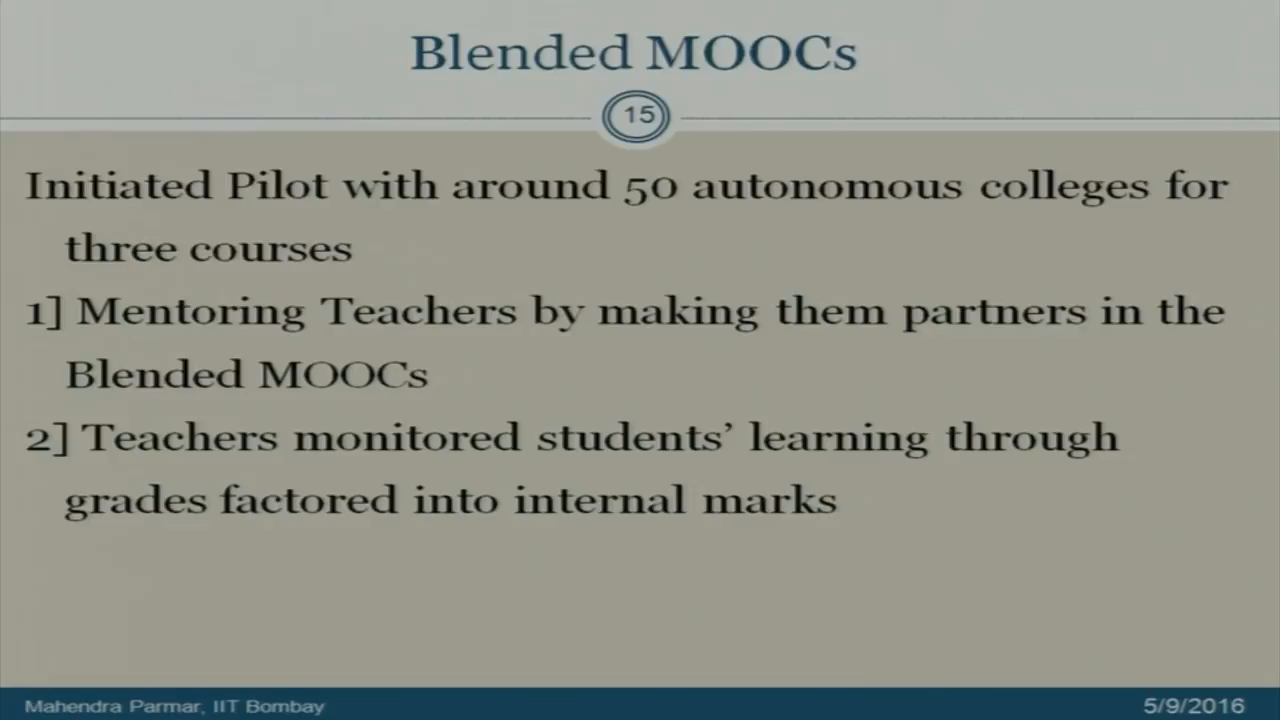 Blended MOOCs
15
Initiated Pilot with around 50 autonomous colleges for
three courses
1] Mentoring Teachers by making them partners in the
Blended MOOCs
2] Teachers monitored students’ learning through
grades factored into internal marks
Mahendra Parmar, IIT Bombay
5/9/2016